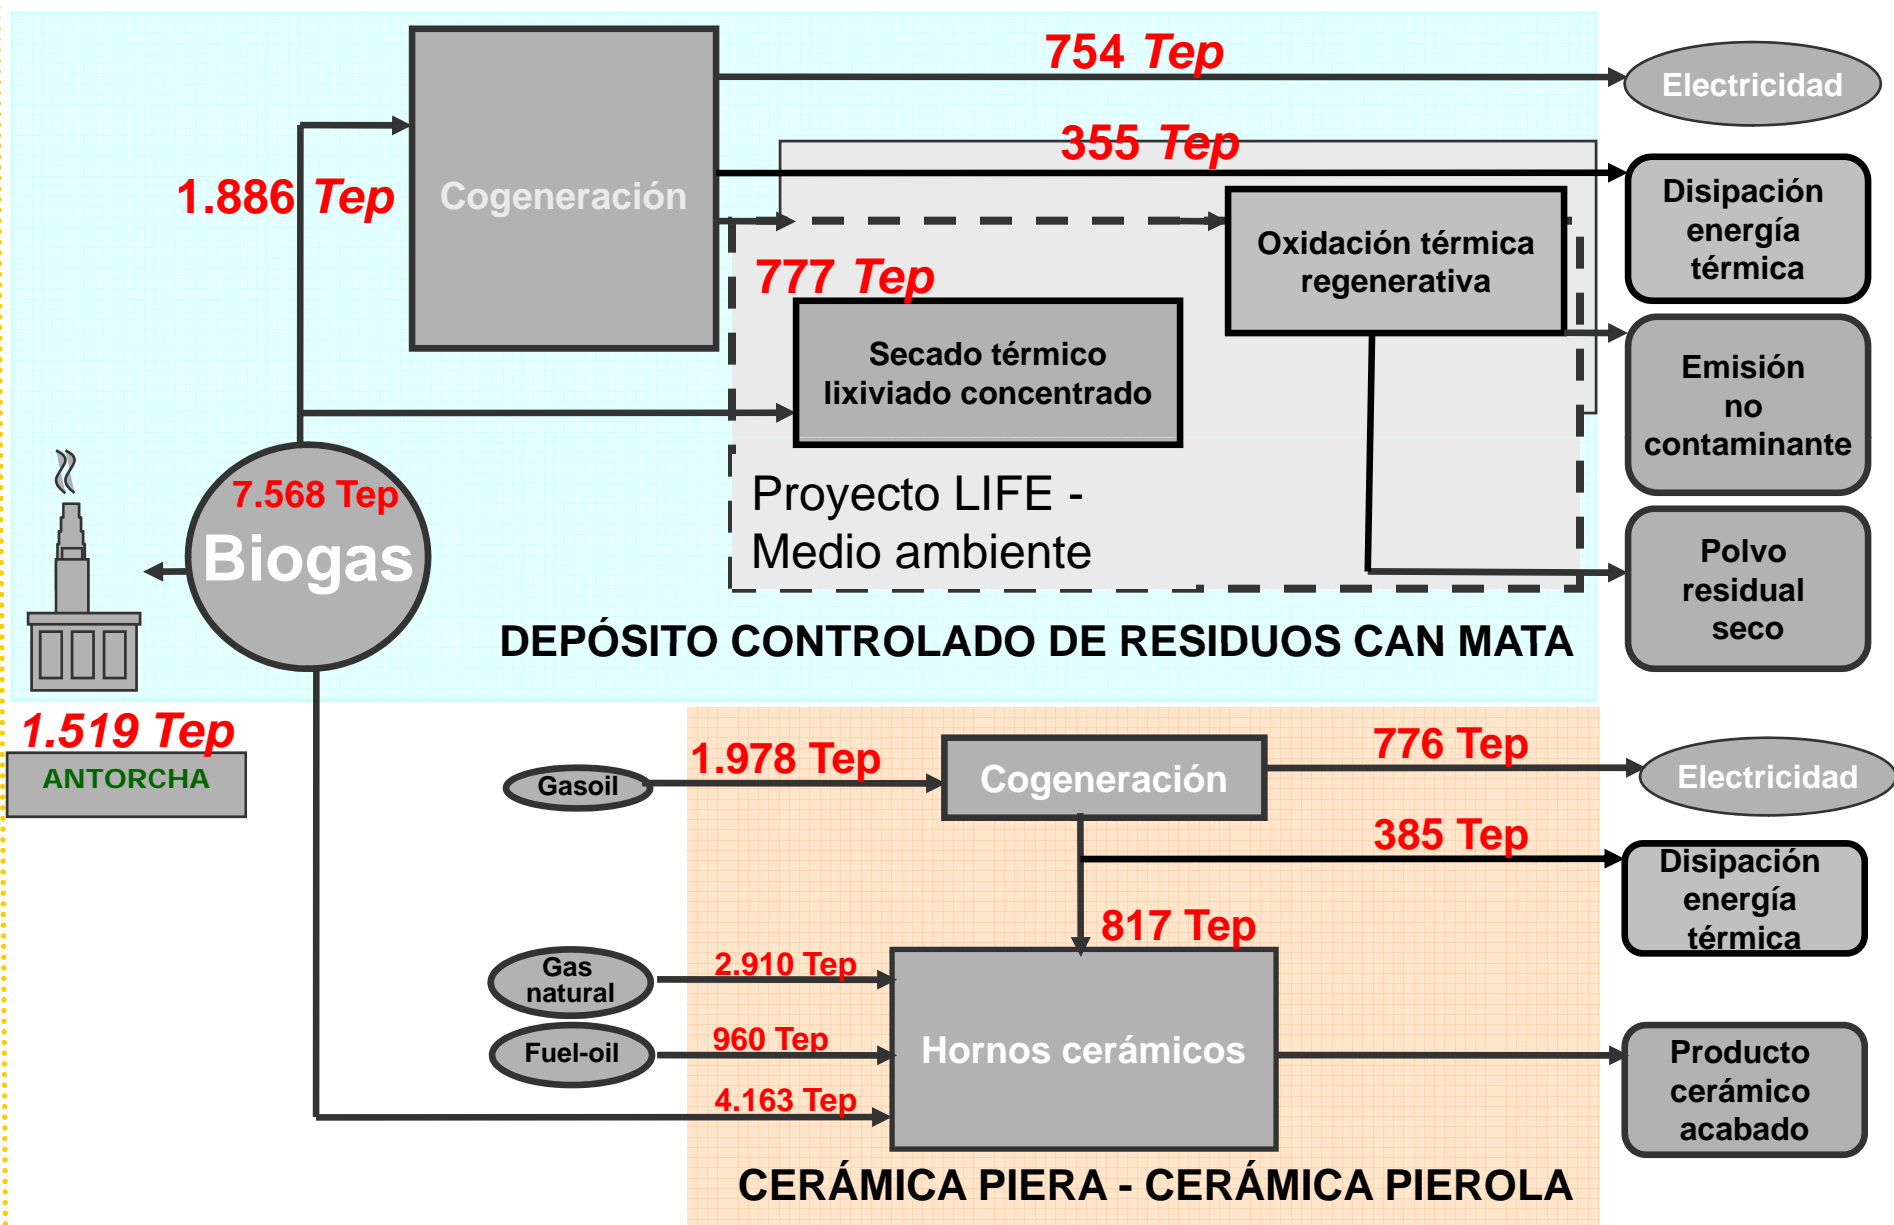 754 Tep
Electricidad
355 Tep
Cogeneración
1.886 Tep
Disipación
energía
térmica
Oxidación térmica
regenerativa
777 Tep
Secado térmico
lixiviado concentrado
Emisión
no
contaminante
7.568 Tep
Biogas
Proyecto LIFE -
Medio ambiente
Polvo
residual
seco
DEPÓSITO CONTROLADO DE RESIDUOS CAN MATA
1.519 Tep
ANTORCHA
Gasoil
1.978 Tep
Cogeneración
776 Tep
Electricidad
385 Tep
Disipación
energía
térmica
817 Tep
Gas
natural
2.910 Tep
Fuel-oil
960 Tep
Hornos cerámicos
4.163 Tep
Producto
cerámico
acabado
CERÁMICA PIERA - CERÁMICA PIEROLA